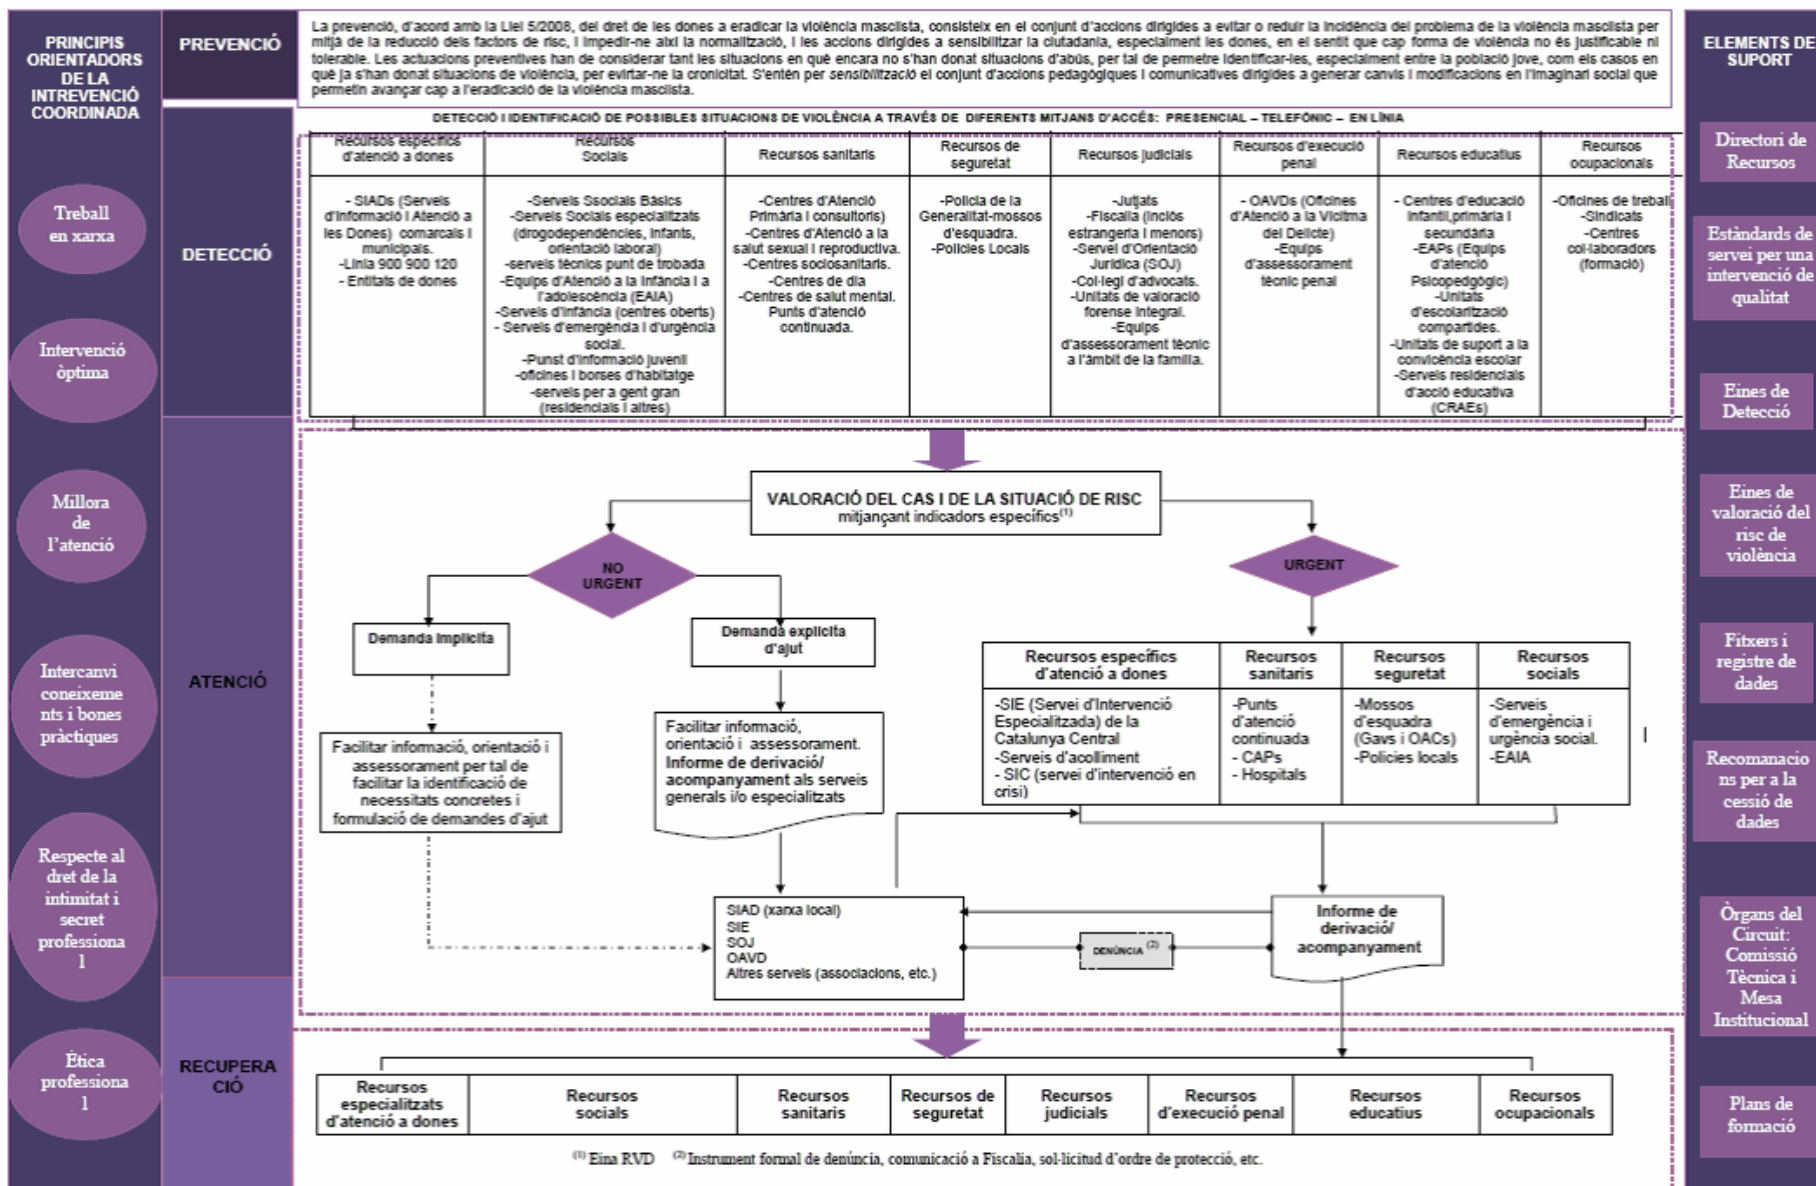 PRINCIPIS
ORIENTADORS
DE LA
INTREVENCIÓ
COORDINADA
Treball
en xarxa
Intervenció
òptima
Millora
de
l'atenció
Intercanvi
coneixeme
nts i bones
pràctiques
Respecte al
dret de la
intimitat i
secret
professiona
l
Ètica
professiona
l
PREVENCIÓ
La prevenció, d'acord amb la Llei 5/2008, del dret de les dones a eradicar la violència masclista, consisteix en el conjunt d'accions dirigides a evitar o reduir la incidència del problema de la violència masclista per
mitjà de la reducció dels factors de risc, i impedir-ne així la normalització, i les accions dirigides a sensibilitzar la ciutadania, especialment les dones, en el sentit que cap forma de violència no és justificable ni
tolerable. Les actuacions preventives han de considerar tant les situacions en què encara no s'han donat situacions d'abús, per tal de permetre identificar-les, especialment entre la població jove, com els casos en
què ja s'han donat situacions de violència, per evitar-ne la cronicitat. S'entén per sensibilització el conjunt d'accions pedagògiques i comunicatives dirigides a generar canvis i modificacions en l'imaginari social que
permetin avançar cap a l'eradicació de la violència masclista.
DETECCIÓ
DETECCIÓ I IDENTIFICACIÓ DE POSSIBLES SITUACIONS DE VIOLÈNCIA A TRAVÉS DE DIFERENTS MITJANS D'ACCÉS: PRESENCIAL – TELEFÒNIC – EN LÍNIA
Recursos específics
d'atenció a dones
- SIADs (Serveis
d'Informació i Atenció a
les Dones) comarcals i
municipals.
-Línia 900 900 120
- Entitats de dones
Recursos
Socials
-Serveis Ssocials Bàsics
-Serveis Socials especialitzats
(drogodependències, infants,
orientació laboral)
-serveis tècnics punt de trobada
-Equips d'Atenció a la Infància i a
l'adolescència (EAIA)
-Serveis d'infància (centres oberts)
- Serveis d'emergència i d'urgència
social.
-Punst d'informació juvenil
-oficines i borses d'habitatge
-serveis per a gent gran
(residencials i altres)
Recursos sanitaris
-Centres d'Atenció
Primària i consultoris)
-Centres d'Atenció a la
salut sexual i reproductiva.
-Centres sociosanitaris.
-Centres de dia
-Centres de salut mental.
Punts d'atenció
continuada.
Recursos de
seguretat
-Policia de la
Generalitat-mossos
d'esquadra.
-Policies Locals
Recursos judicials
-Jutjats
-Fiscalia (inclòs
estrangeria i menors)
-Servei d'Orientació
Jurídica (SOJ)
-Col·legi d'advocats.
-Unitats de valoració
forense integral.
-Equips
d'assessorament tècnic
a l'àmbit de la família.
Recursos d'execució
penal
- OAVDs (Oficines
d'Atenció a la Víctima
del Delicte)
-Equips
d'assessorament
tècnic penal
Recursos educatius
- Centres d'educació
infantil,primària i
secundària
-EAPs (Equips
d'atenció
Psicopedgògic)
-Unitats
d'escolarització
compartides.
-Unitats de suport a la
convicència escolar
-Serveis residencials
d'acció educativa
(CRAEs)
Recursos
ocupacionals
-Oficines de treball
-Sindicats
-Centres
col·laboradors
(formació)
ATENCIÓ
VALORACIÓ DEL CAS I DE LA SITUACIÓ DE RISC
mitjançant indicadors específics(1)
NO
URGENT
URGENT
Demanda implícita
Demanda explícita
d'ajut
Facilitar informació, orientació i
assessorament per tal de
facilitar la identificació de
necessitats concretes i
formulació de demandes d'ajut
Facilitar informació,
orientació i assessorament.
Informe de derivació/
acompanyament als serveis
generals i/o especialitzats
Recursos específics
d'atenció a dones
-SIE (Servei d'Intervenció
Especialitzada) de la
Catalunya Central
-Serveis d'acolliment
- SIC (servei d'intervenció en
crisi)
Recursos
sanitaris
-Punts
d'atenció
continuada
- CAPs
- Hospitals
Recursos
seguretat
-Mossos
d'esquadra
(Gavs i OACs)
-Policies locals
Recursos
socials
-Serveis
d'emergència i
urgència social.
-EAIA
SIAD (xarxa local)
SIE
SOJ
OAVD
Altres serveis (associacions, etc.)
DENÚNCIA (2)
Informe de
derivació/
acompanyament
RECUPERA
CIÓ
Recursos
especialitzats
d'atenció a dones
Recursos
socials
Recursos
sanitaris
Recursos de
seguretat
Recursos
judicials
Recursos
d'execució penal
Recursos
educatius
Recursos
ocupacionals
(1) Eina RVD (2) Instrument formal de denúncia, comunicació a Fiscalia, sol·licitud d'ordre de protecció, etc.
ELEMENTS DE
SUPORT
Directori de
Recursos
Estàndards de
servei per una
intervenció de
qualitat
Eines de
Detecció
Eines de
valoració del
risc de
violència
Fitxers i
registre de
dades
Recomanacio
ns per a la
cessió de
dades
Òrgans del
Circuit:
Comissió
Tècnica i
Mesa
Institucional
Plans de
formació